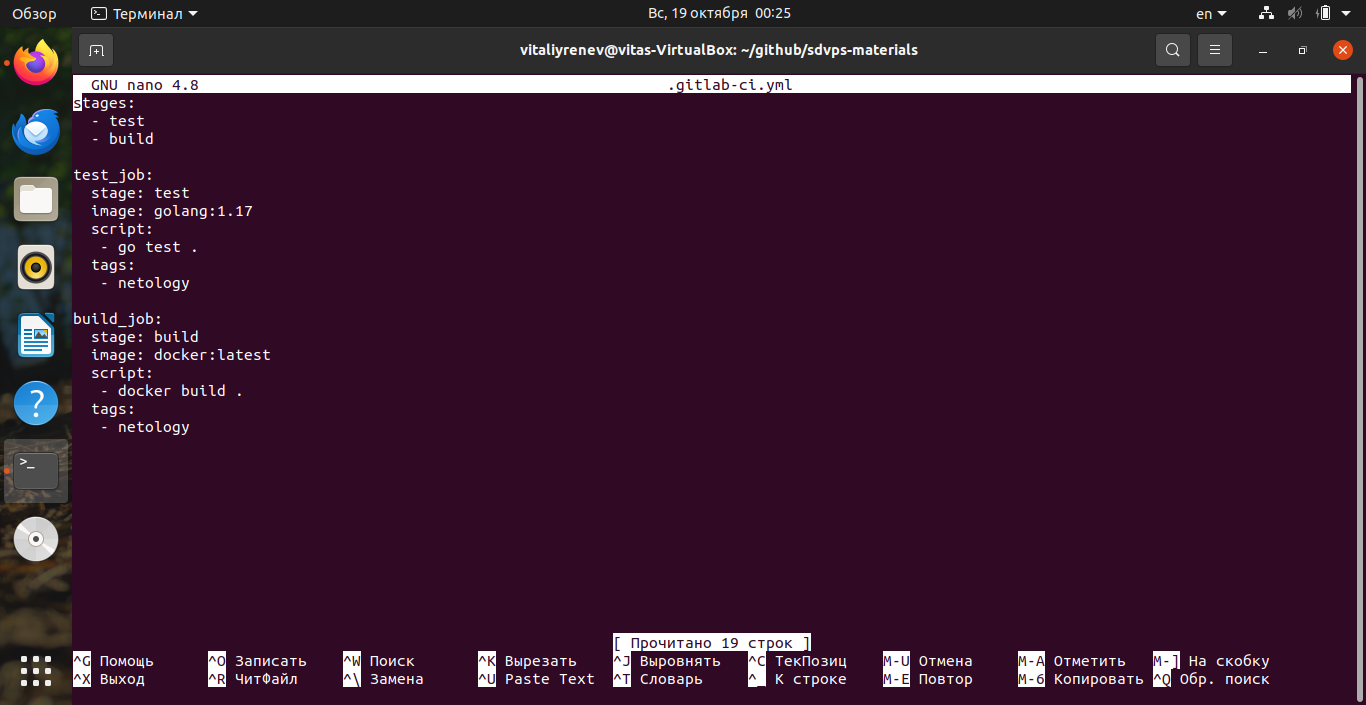 Обзор Терминал Вс, 19 октября 00:25 en
vitaliyrenev@vitas-VirtualBox: ~/github/sdvps-materials
GNU nano 4.8 .gitlab-ci.yml
stages:
  - test
  - build

test_job:
  stage: test
  image: golang:1.17
  script:
   - go test .
  tags:
   - netology

build_job:
  stage: build
  image: docker:latest
  script:
   - docker build .
  tags:
   - netology

[ Прочитано 19 строк ]
^G Помощь ^O Записать ^W Поиск ^K Вырезать ^J Выровнять ^C ТекПозиц M-U Отмена M-A Отметить M-] На скобку
^X Выход ^R ЧитФайл ^\ Замена ^U Paste Text ^T Словарь ^_ К строке M-E Повтор M-6 Копировать ^Q Обр. поиск